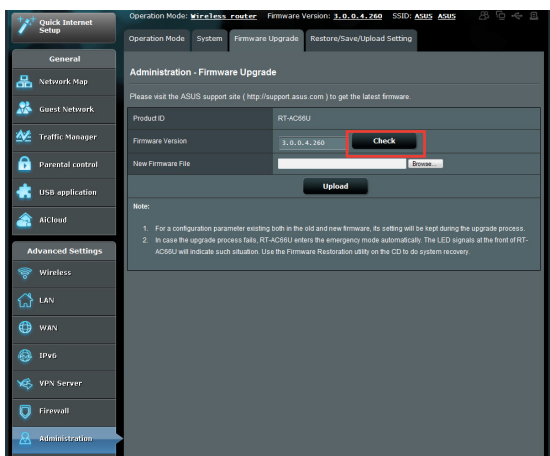 Quick Internet
Setup
General
Network Map
Guest Network
Traffic Manager
Parental control
USB application
AiCloud
Advanced Settings
Wireless
LAN
WAN
IPv6
VPN Server
Firewall
Administration
Operation Mode: Wireless router Firmware Version: 3.0.0.4.260 SSID: ASUS ASUS
Operation Mode System Firmware Upgrade Restore/Save/Upload Setting
Administration - Firmware Upgrade
Please visit the ASUS support site ( http://support.asus.com ) to get the latest firmware.
Product ID RT-AC66U
Firmware Version 3.0.0.4.260 Check
New Firmware File Browse...
Upload
Note:
1. For a configuration parameter existing both in the old and new firmware, its setting will be kept during the upgrade process.
2. In case the upgrade process fails, RT-AC66U enters the emergency mode automatically. The LED signals at the front of RT-
AC66U will indicate such situation. Use the Firmware Restoration utility on the CD to do system recovery.